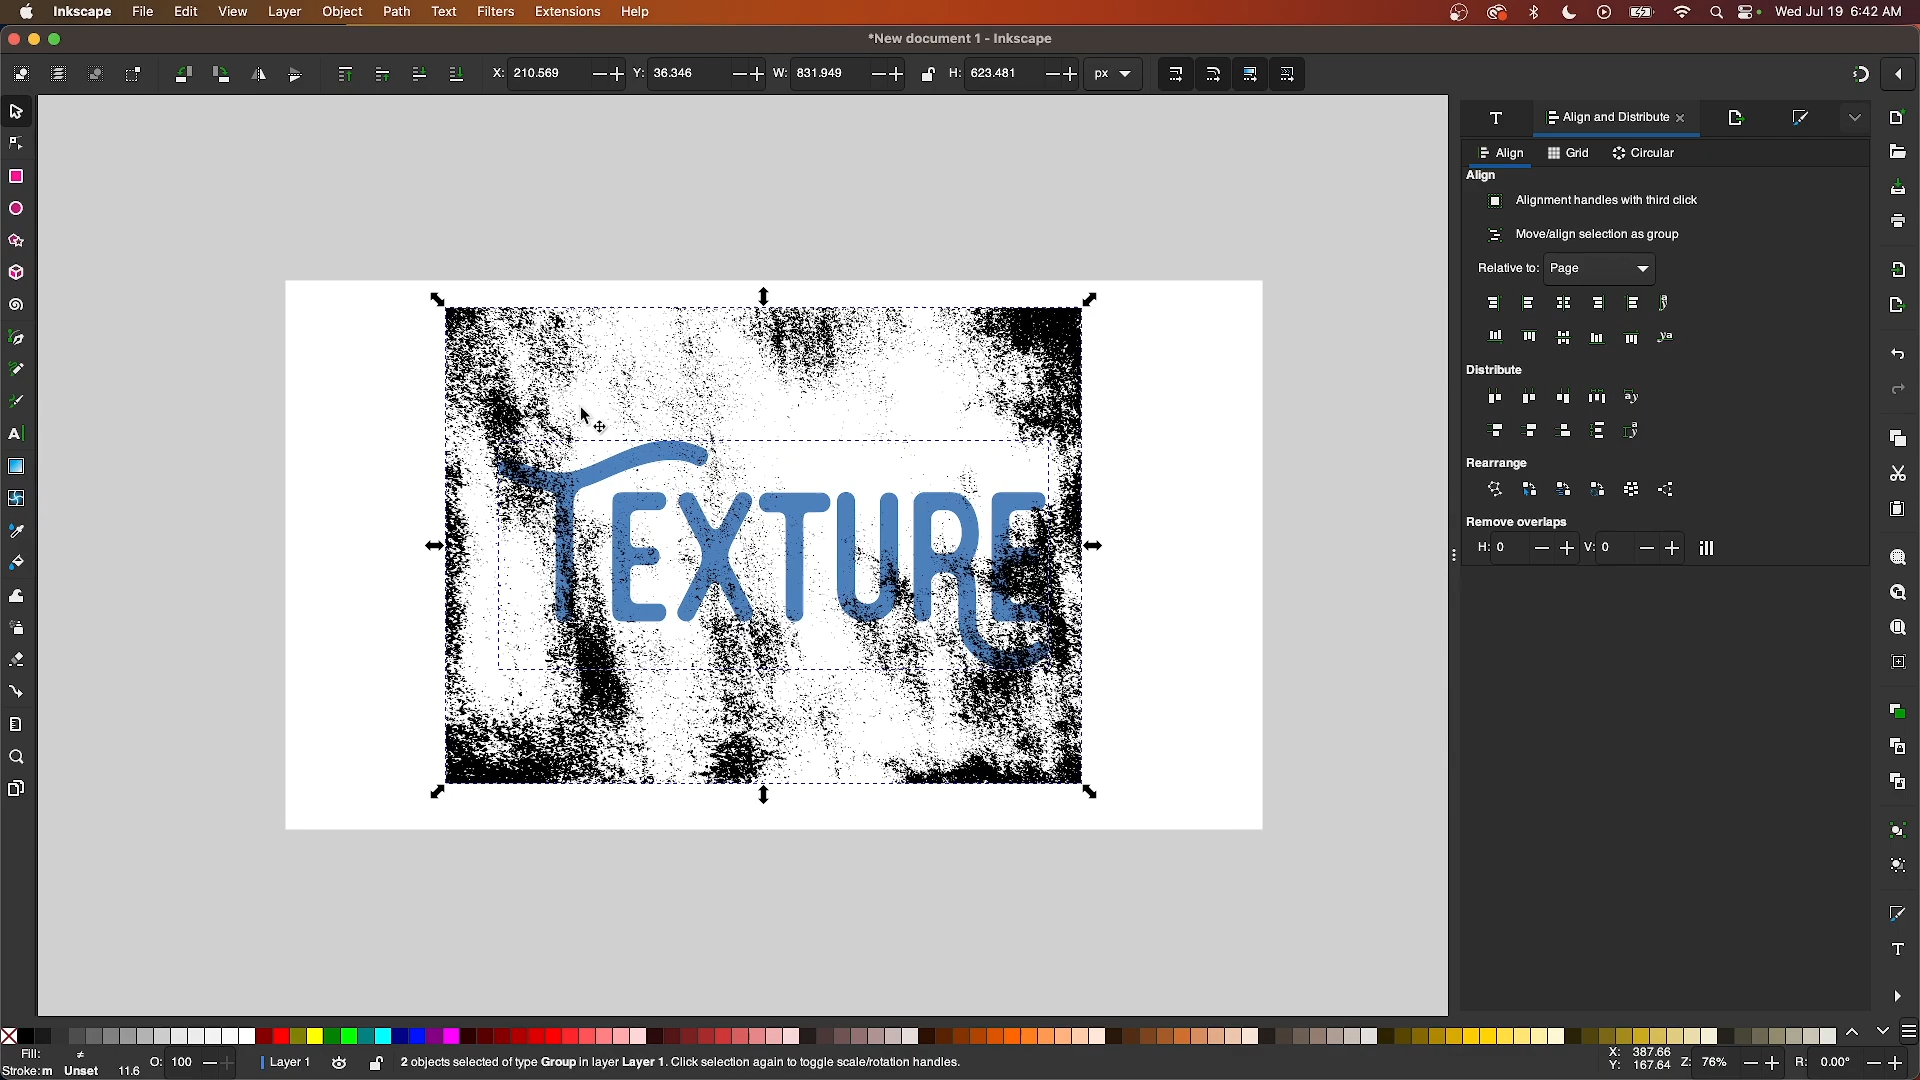 Inkscape File Edit View Layer Object Path Text Filters Extensions Help Wed Jul 19 6:42 AM
*New document 1 - Inkscape
X: 210.569 Y: 36.346 W: 831.949 H: 623.481 px
Align and Distribute
Align Grid Circular
Align
Alignment handles with third click
Move/align selection as group
Relative to: Page
Distribute
Rearrange
Remove overlaps
H: 0 V: 0
TEXTURE
Fill: X: 387.66
O: 100 Layer 1 2 objects selected of type Group in layer Layer 1. Click selection again to toggle scale/rotation handles. Z: 76% R: 0.00°
Stroke: m Unset 11.6 Y: 167.64